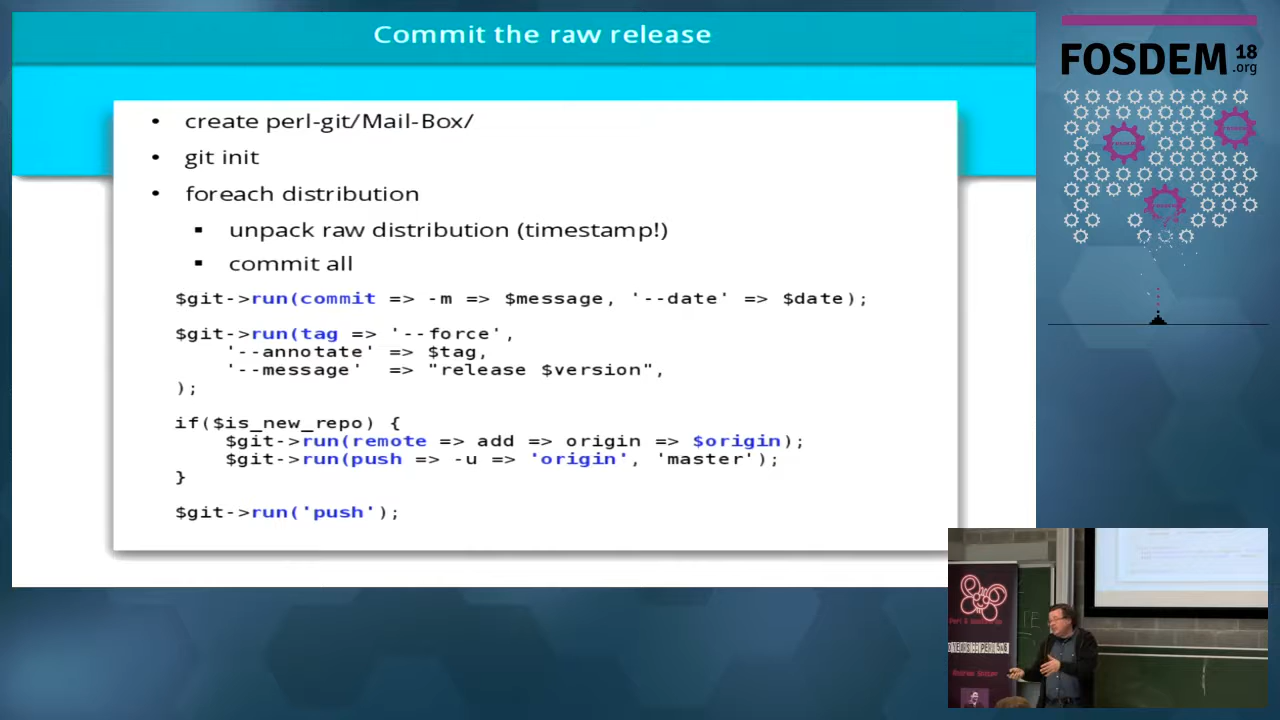 Commit the raw release
FOSDEM 18
.org
• create perl-git/Mail-Box/
• git init
• foreach distribution
▪ unpack raw distribution (timestamp!)
▪ commit all
$git->run(commit => -m => $message, '--date' => $date);
$git->run(tag => '--force',
'--annotate' => $tag,
'--message' => "release $version",
);
if($is_new_repo) {
$git->run(remote => add => origin => $origin);
$git->run(push => -u => 'origin', 'master');
}
$git->run('push');